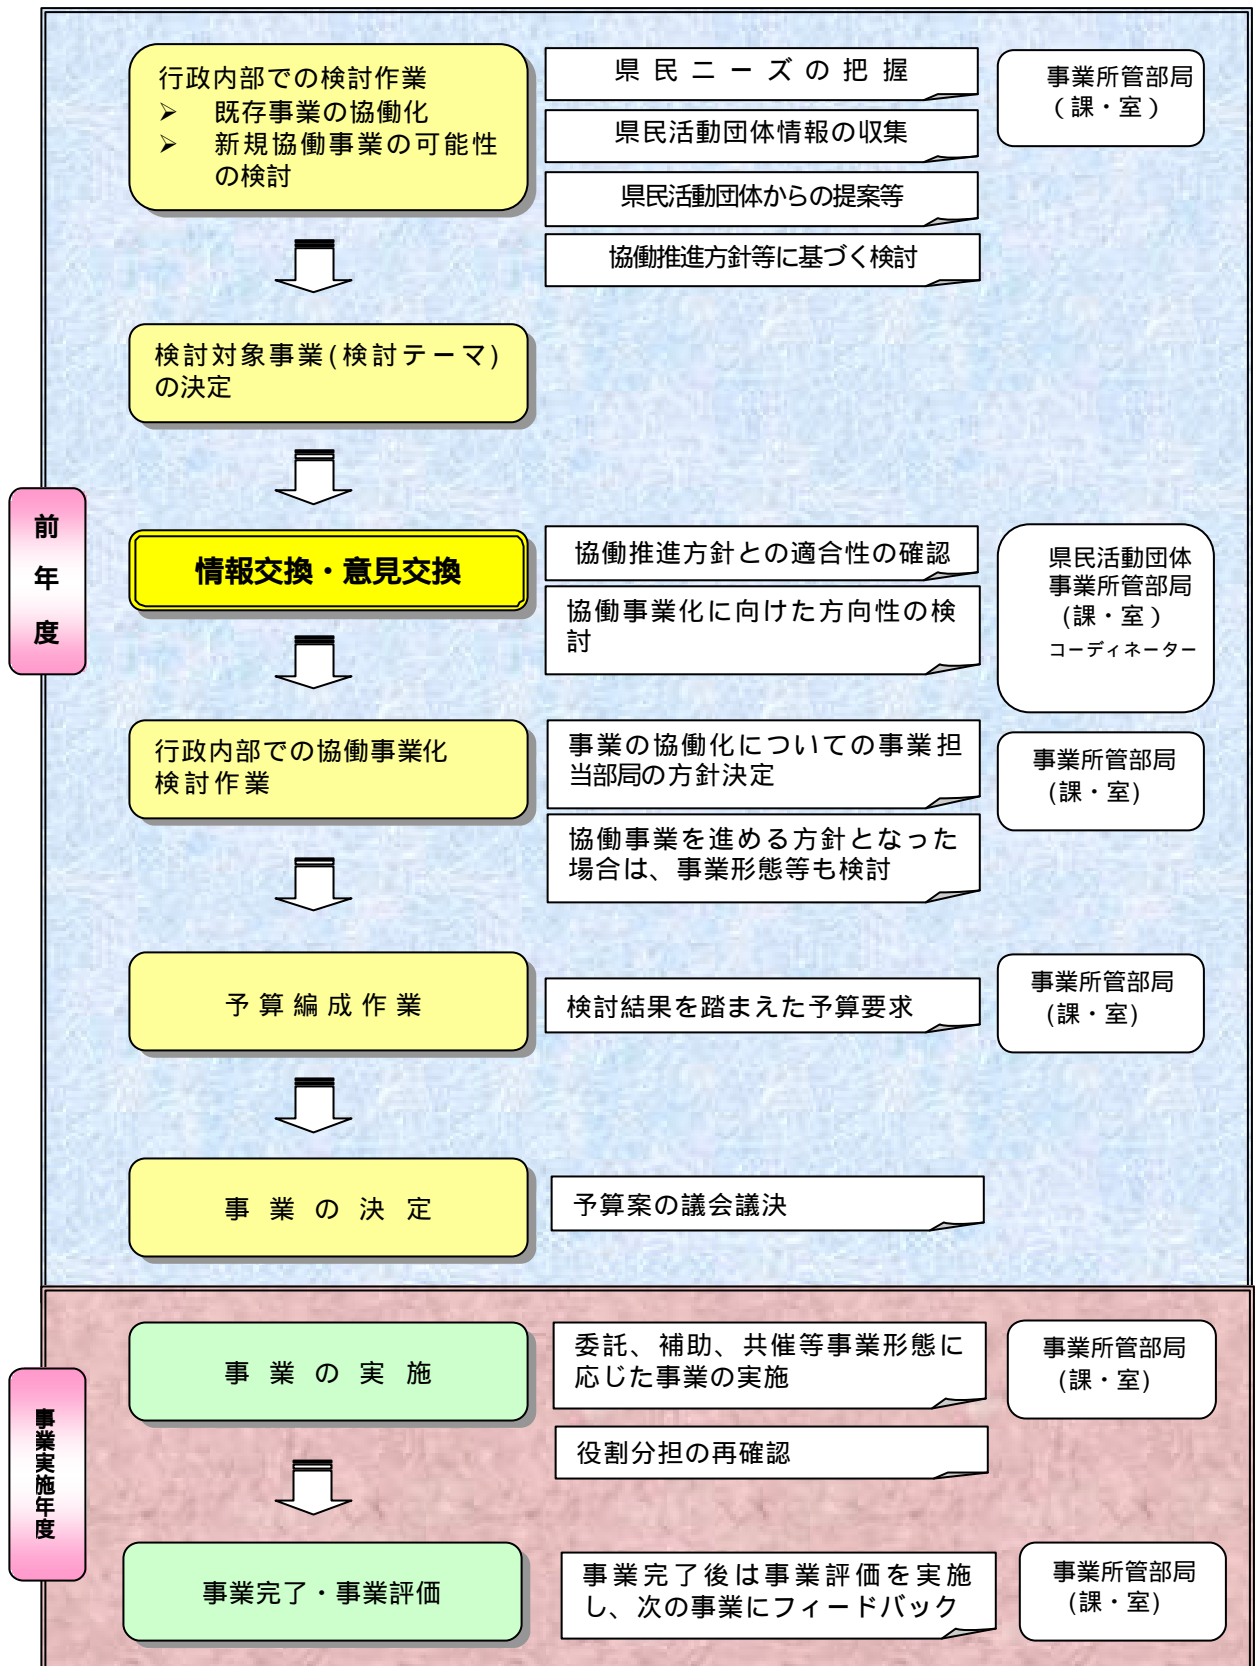 行政内部での検討作業
➢ 既存事業の協働化
➢ 新規協働事業の可能性
の検討
県民ニーズの把握
県民活動団体情報の収集
県民活動団体からの提案等
協働推進方針等に基づく検討
事業所管部局
（課・室）
検討対象事業(検討テーマ)
の決定
前年度
情報交換・意見交換
協働推進方針との適合性の確認
協働事業化に向けた方向性の検
討
県民活動団体
事業所管部局
(課・室）
コーディネーター
行政内部での協働事業化
検討作業
事業の協働化についての事業担
当部局の方針決定
協働事業を進める方針となった
場合は、事業形態等も検討
事業所管部局
(課・室)
予算編成作業
検討結果を踏まえた予算要求
事業所管部局
(課・室)
事業の決定
予算案の議会議決
事業実施年度
事業の実施
委託、補助、共催等事業形態に
応じた事業の実施
役割分担の再確認
事業所管部局
(課・室)
事業完了・事業評価
事業完了後は事業評価を実施
し、次の事業にフィードバック
事業所管部局
(課・室)